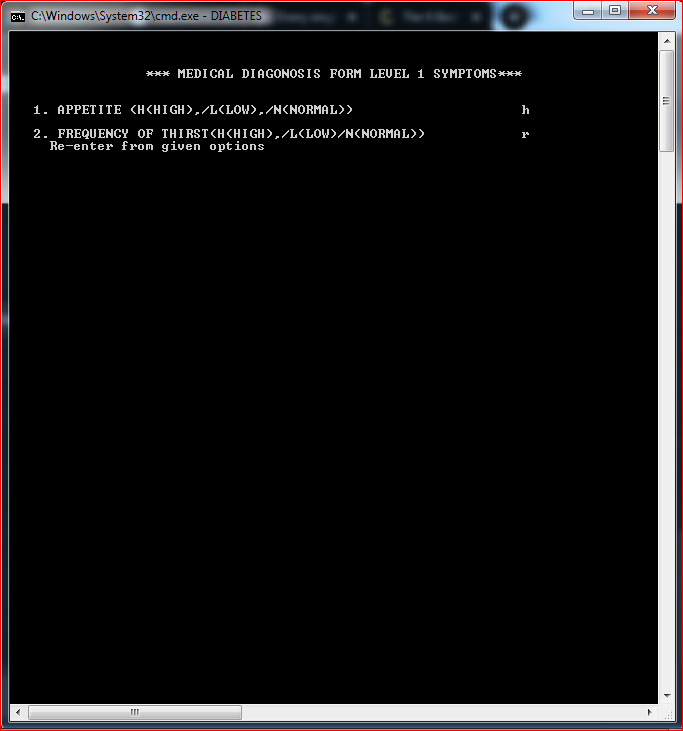 C:\Windows\System32\cmd.exe - DIABETES
*** MEDICAL DIAGONOSIS FORM LEVEL 1 SYMPTOMS***
1. APPETITE (H(HIGH),/L(LOW),/N(NORMAL)) h
2. FREQUENCY OF THIRST(H(HIGH),/L(LOW)/N(NORMAL)) r
Re-enter from given options